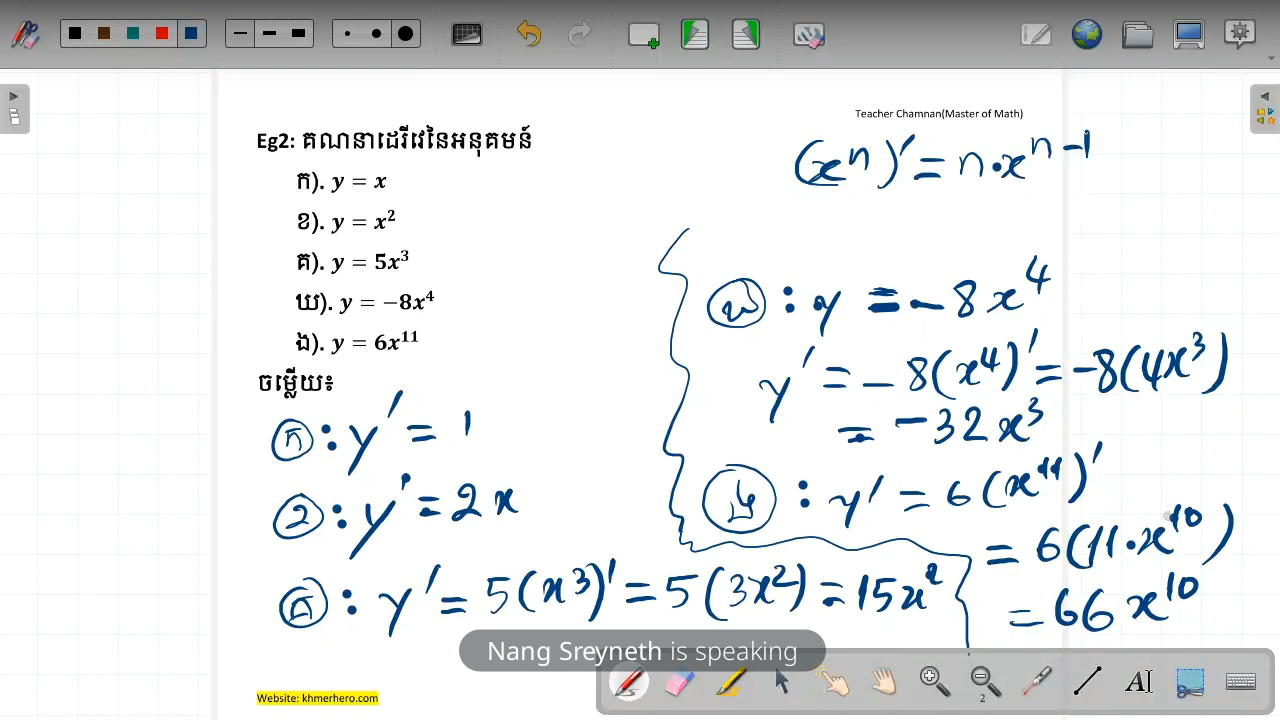 Teacher Chamnan(Master of Math)
Eg2: គណនាដេរីវេនៃអនុគមន៍
ក). y = x
ខ). y = x²
គ). y = 5x³
ឃ). y = −8x⁴
ង). y = 6x¹¹
ចម្លើយ៖
(xⁿ)' = n·xⁿ⁻¹
ក : y' = 1
2 : y' = 2x
គ : y' = 5(x³)' = 5(3x²) = 15x²
ឃ : y = −8x⁴
y' = −8(x⁴)' = −8(4x³)
= −32x³
ង : y' = 6(x¹¹)'
= 6(11·x¹⁰)
= 66x¹⁰
Nang Sreyneth is speaking
Website: khmerhero.com
AI
2